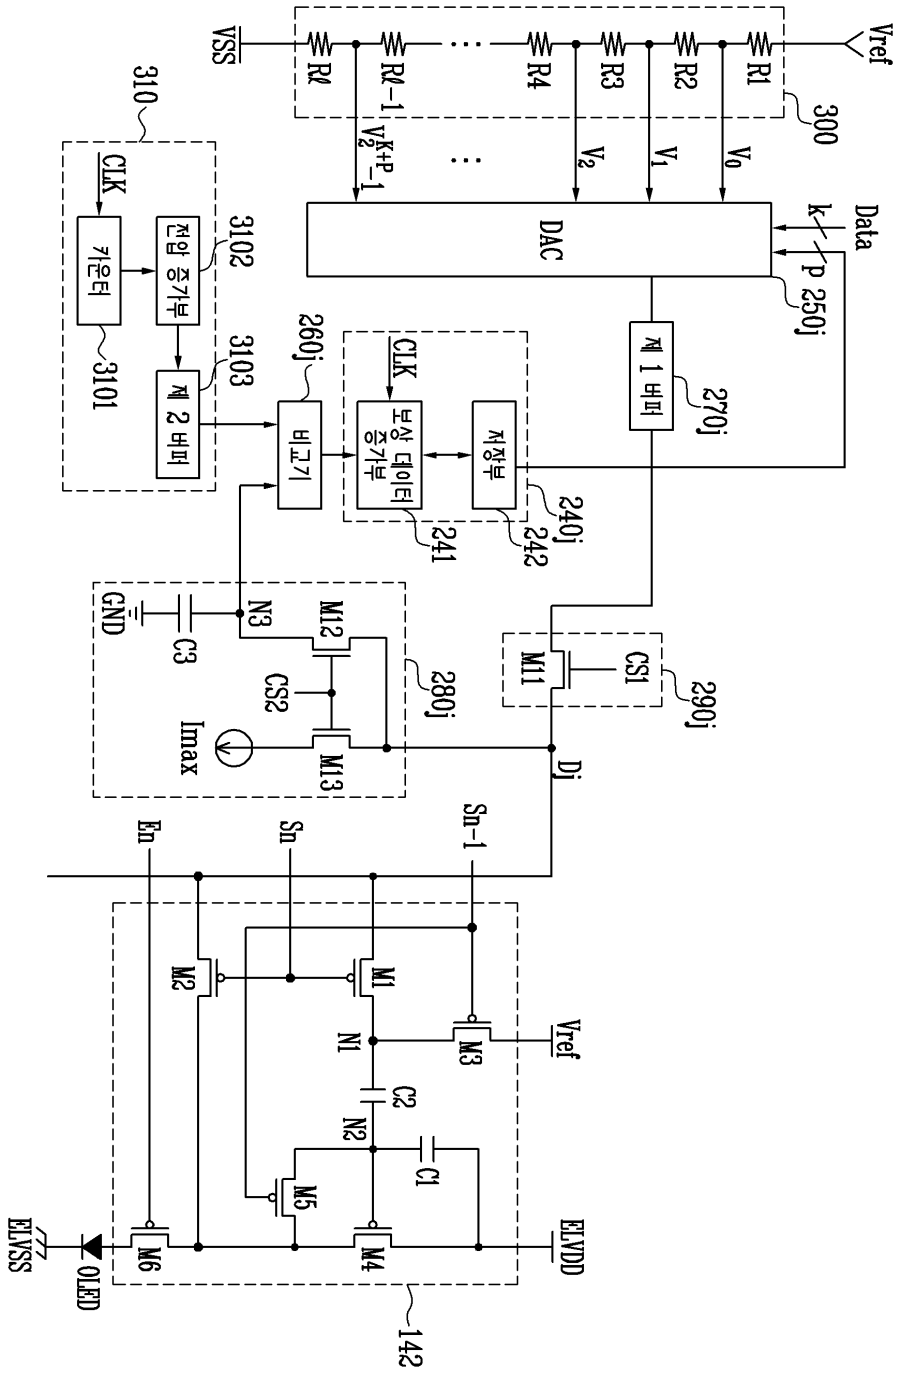 Vref
R1
R2
R3
R4
Rℓ-1
Rℓ
VSS
300
V0
V1
V2
V2^K+P-1
Data
k
p
DAC
250j
310
CLK
카운터
3101
전압 증가부
3102
제 2 버퍼
3103
제 1 버퍼
270j
260j
비교기
CLK
보상 데이터
증가부
241
저장부
242
240j
CS1
M11
290j
Dj
M12
CS2
M13
280j
N3
C3
GND
Imax
Sn-1
Sn
En
Vref
M3
M1
M2
N1
C2
N2
C1
M5
M4
M6
ELVDD
OLED
ELVSS
142